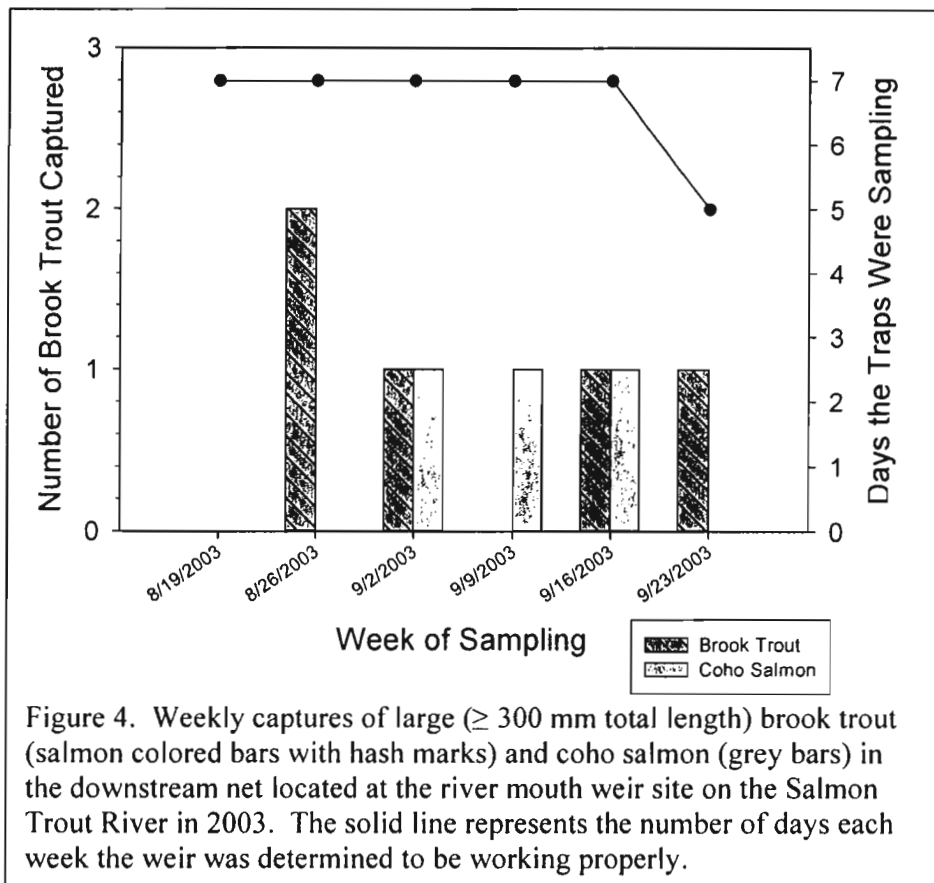 3
2
1
0
Number of Brook Trout Captured
7
6
5
4
3
2
1
0
Days the Traps Were Sampling
8/19/2003
8/26/2003
9/2/2003
9/9/2003
9/16/2003
9/23/2003
Week of Sampling
Brook Trout
Coho Salmon
Figure 4. Weekly captures of large (≥ 300 mm total length) brook trout
(salmon colored bars with hash marks) and coho salmon (grey bars) in
the downstream net located at the river mouth weir site on the Salmon
Trout River in 2003. The solid line represents the number of days each
week the weir was determined to be working properly.